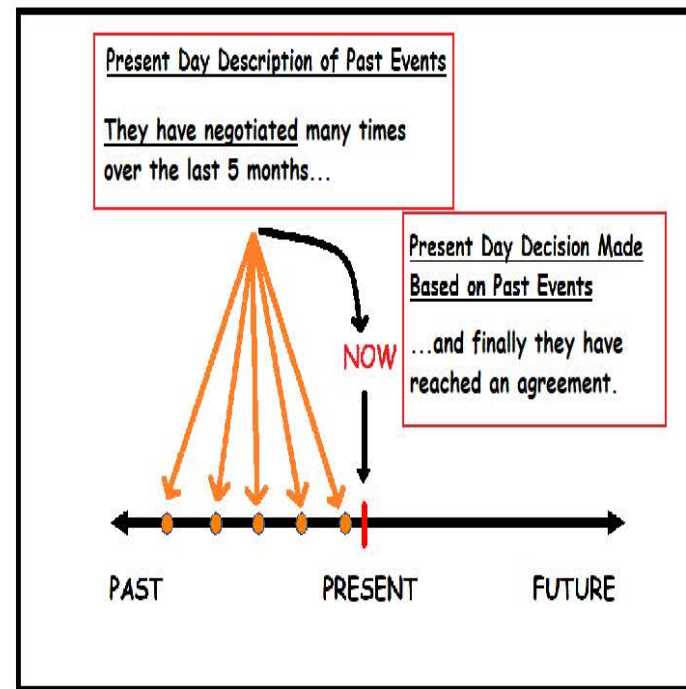 Present Day Description of Past Events
They have negotiated many times
over the last 5 months...
Present Day Decision Made
Based on Past Events
...and finally they have
reached an agreement.
NOW
PAST PRESENT FUTURE